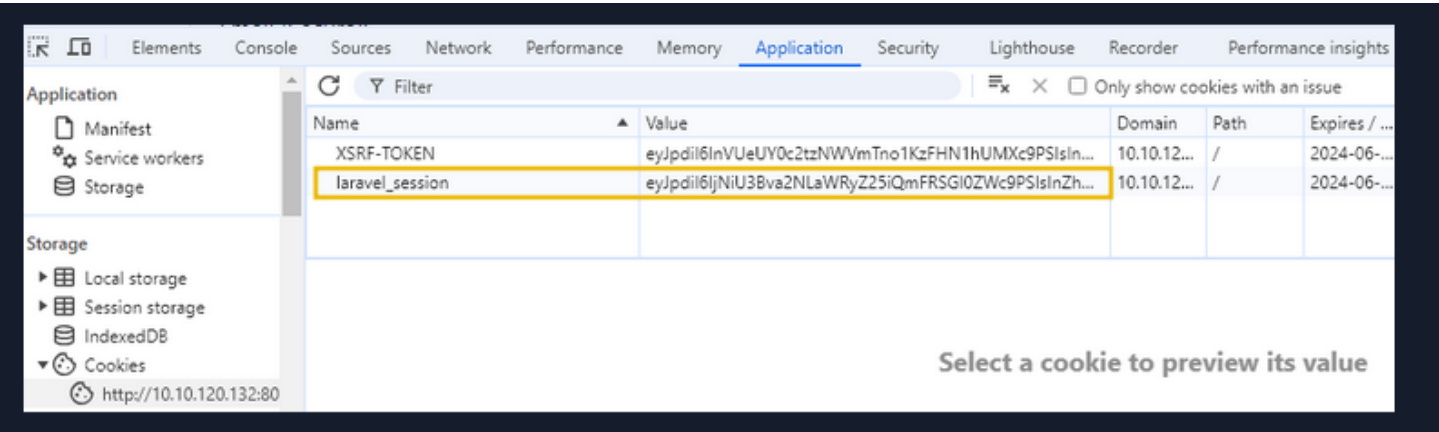 Elements Console Sources Network Performance Memory Application Security Lighthouse Recorder Performance insights
Application
Manifest
Service workers
Storage
Storage
Local storage
Session storage
IndexedDB
Cookies
http://10.10.120.132:80
Filter
Only show cookies with an issue
Name Value Domain Path Expires / ...
XSRF-TOKEN 10.10.12... / 2024-06-...
laravel_session 10.10.12... / 2024-06-...
Select a cookie to preview its value